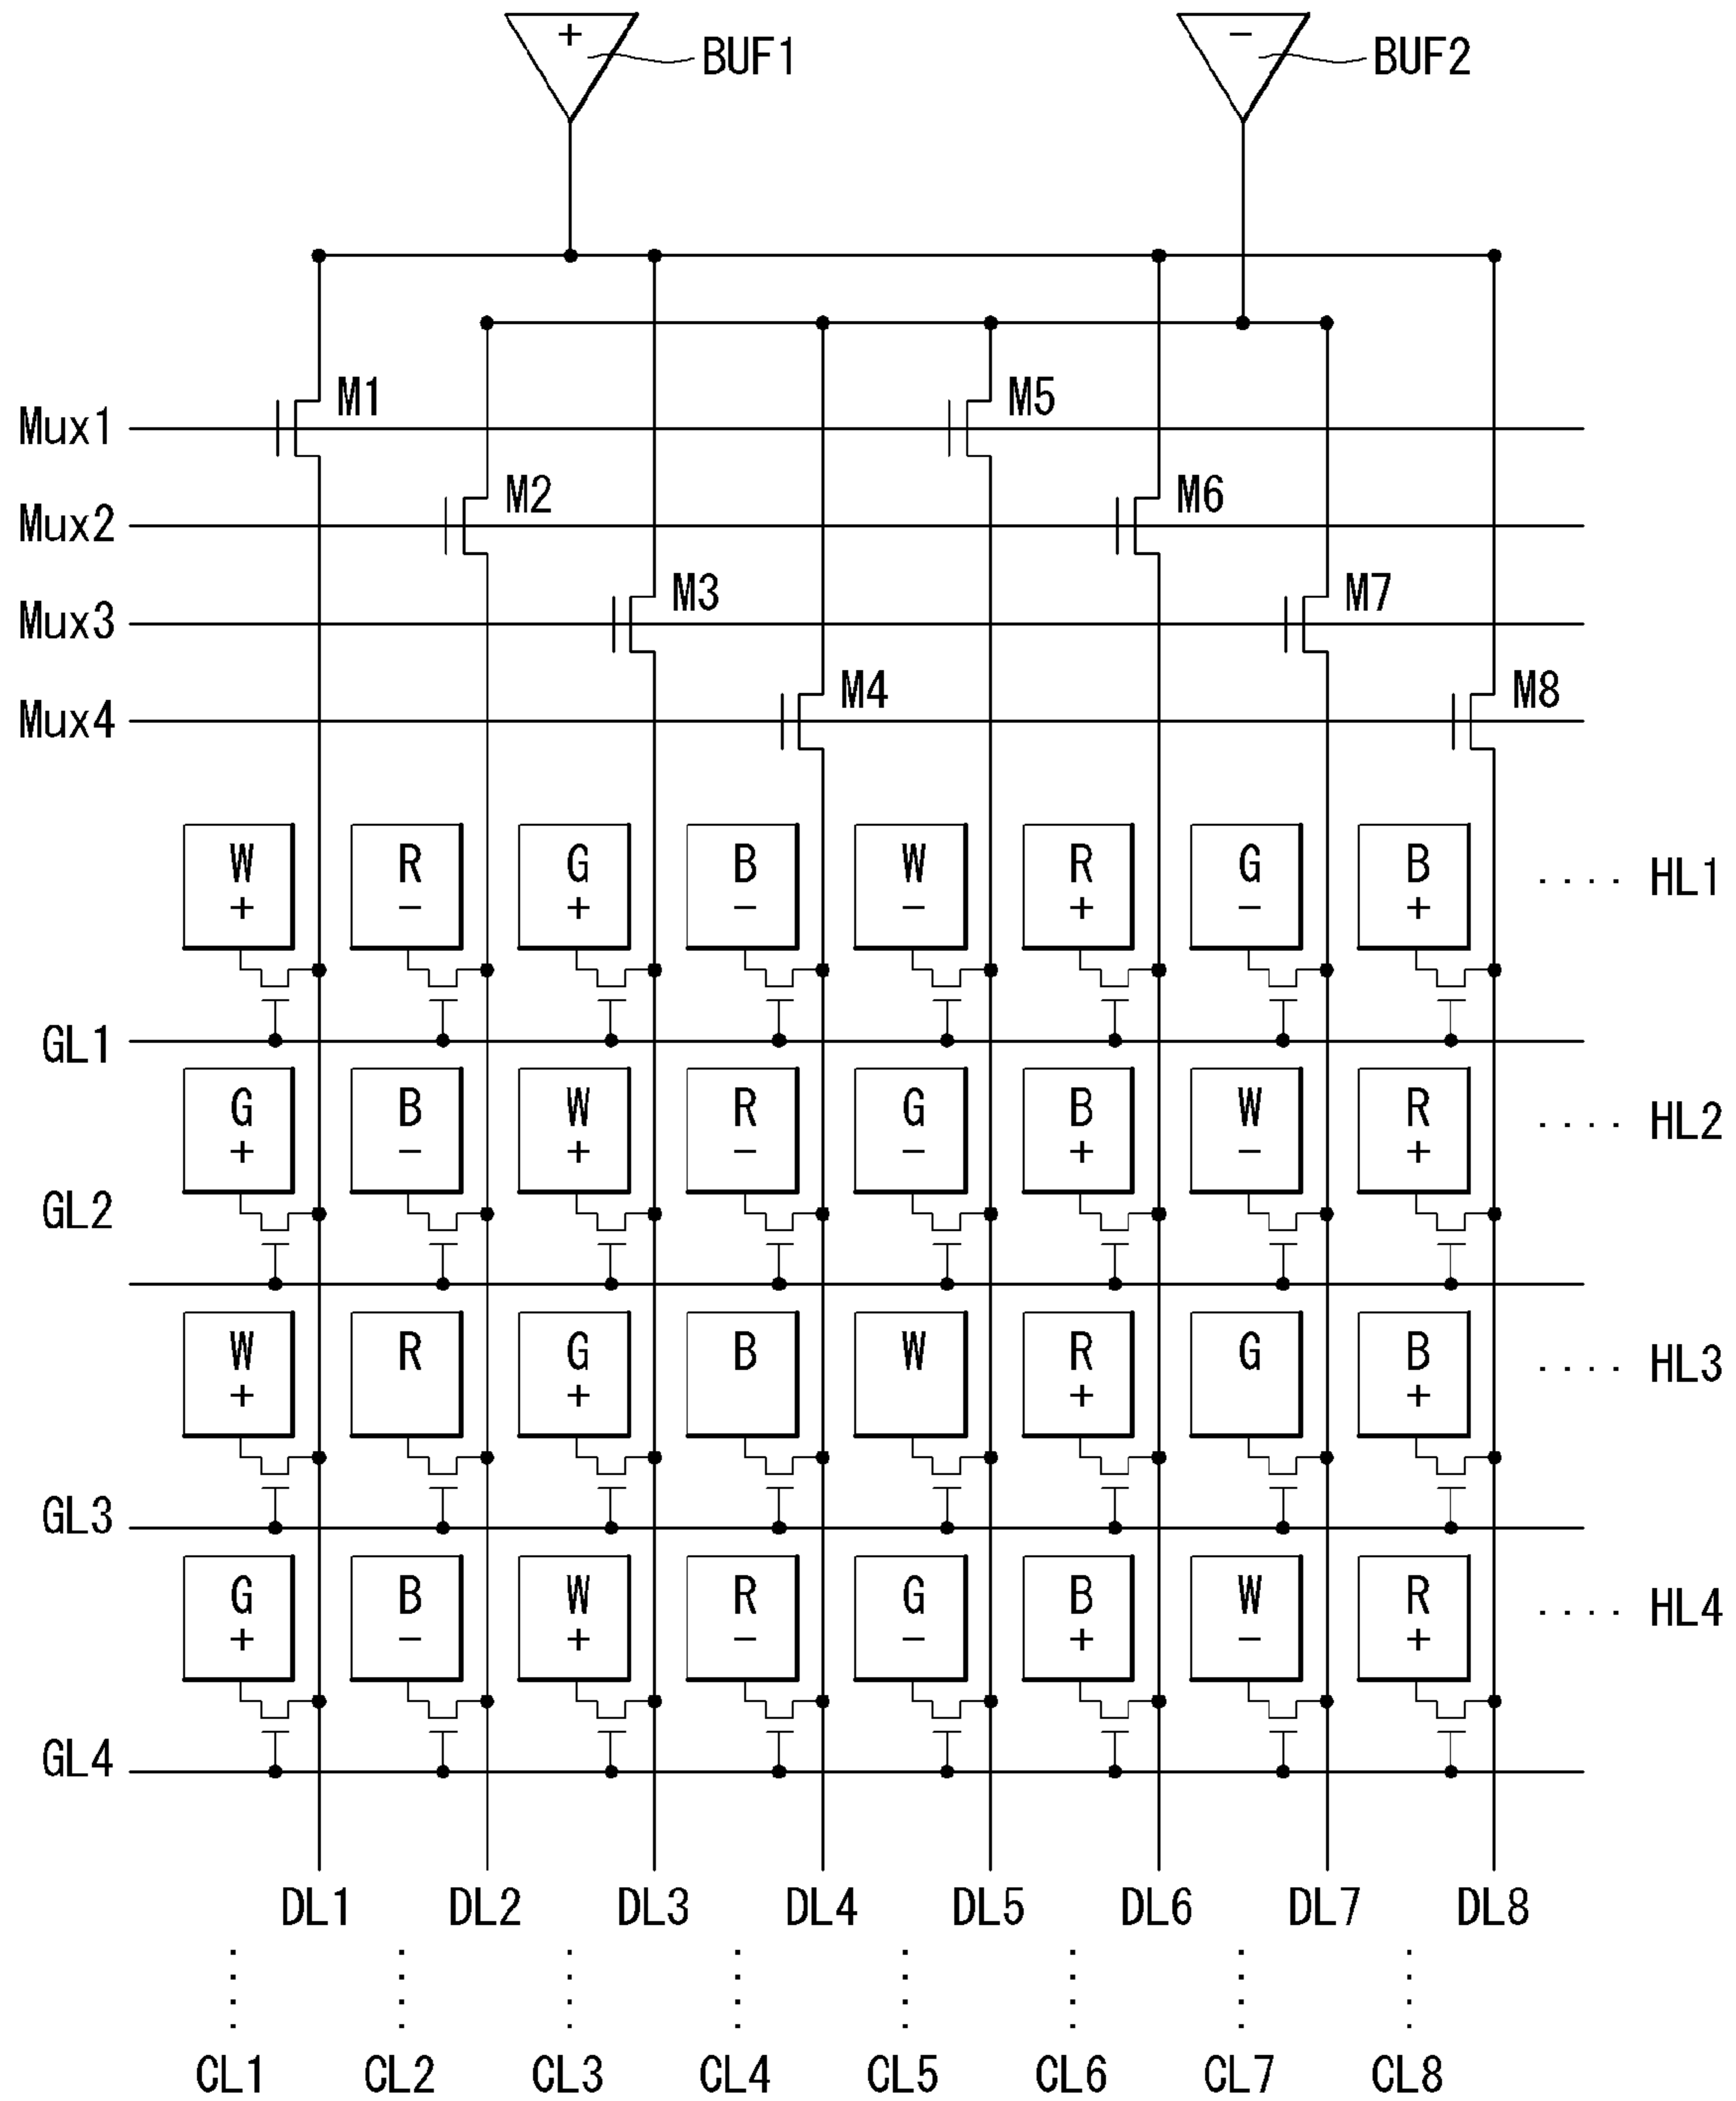 + BUF1 - BUF2
M1 M5
Mux1
M2 M6
Mux2
M3 M7
Mux3
M4 M8
Mux4
W R G B W R G B
+ - + - - + - + .... HL1
GL1
G B W R G B W R
+ - + - - + - + .... HL2
GL2
W R G B W R G B
+ + + + .... HL3
GL3
G B W R G B W R
+ - + - - + - + .... HL4
GL4
DL1 DL2 DL3 DL4 DL5 DL6 DL7 DL8
CL1 CL2 CL3 CL4 CL5 CL6 CL7 CL8